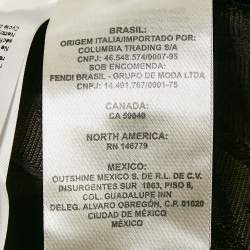 BRASIL:
ORIGEM ITALIA/IMPORTADO POR:
COLUMBIA TRADING S/A
CNPJ: 46.548.574/0007-95
SOB ENCOMENDA:
FENDI BRASIL - GRUPO DE MODA LTDA
CNPJ: 14.491.767/0001-75
CANADA:
CA 59040
NORTH AMERICA:
RN 146779
MEXICO:
OUTSHINE MEXICO S. DE R.L. DE C.V.
INSURGENTES SUR 1863, PISO 8,
COL. GUADALUPE INN
DELEG. ALVARO OBREGON, C.P. 01020
CIUDAD DE MÉXICO
MÉXICO